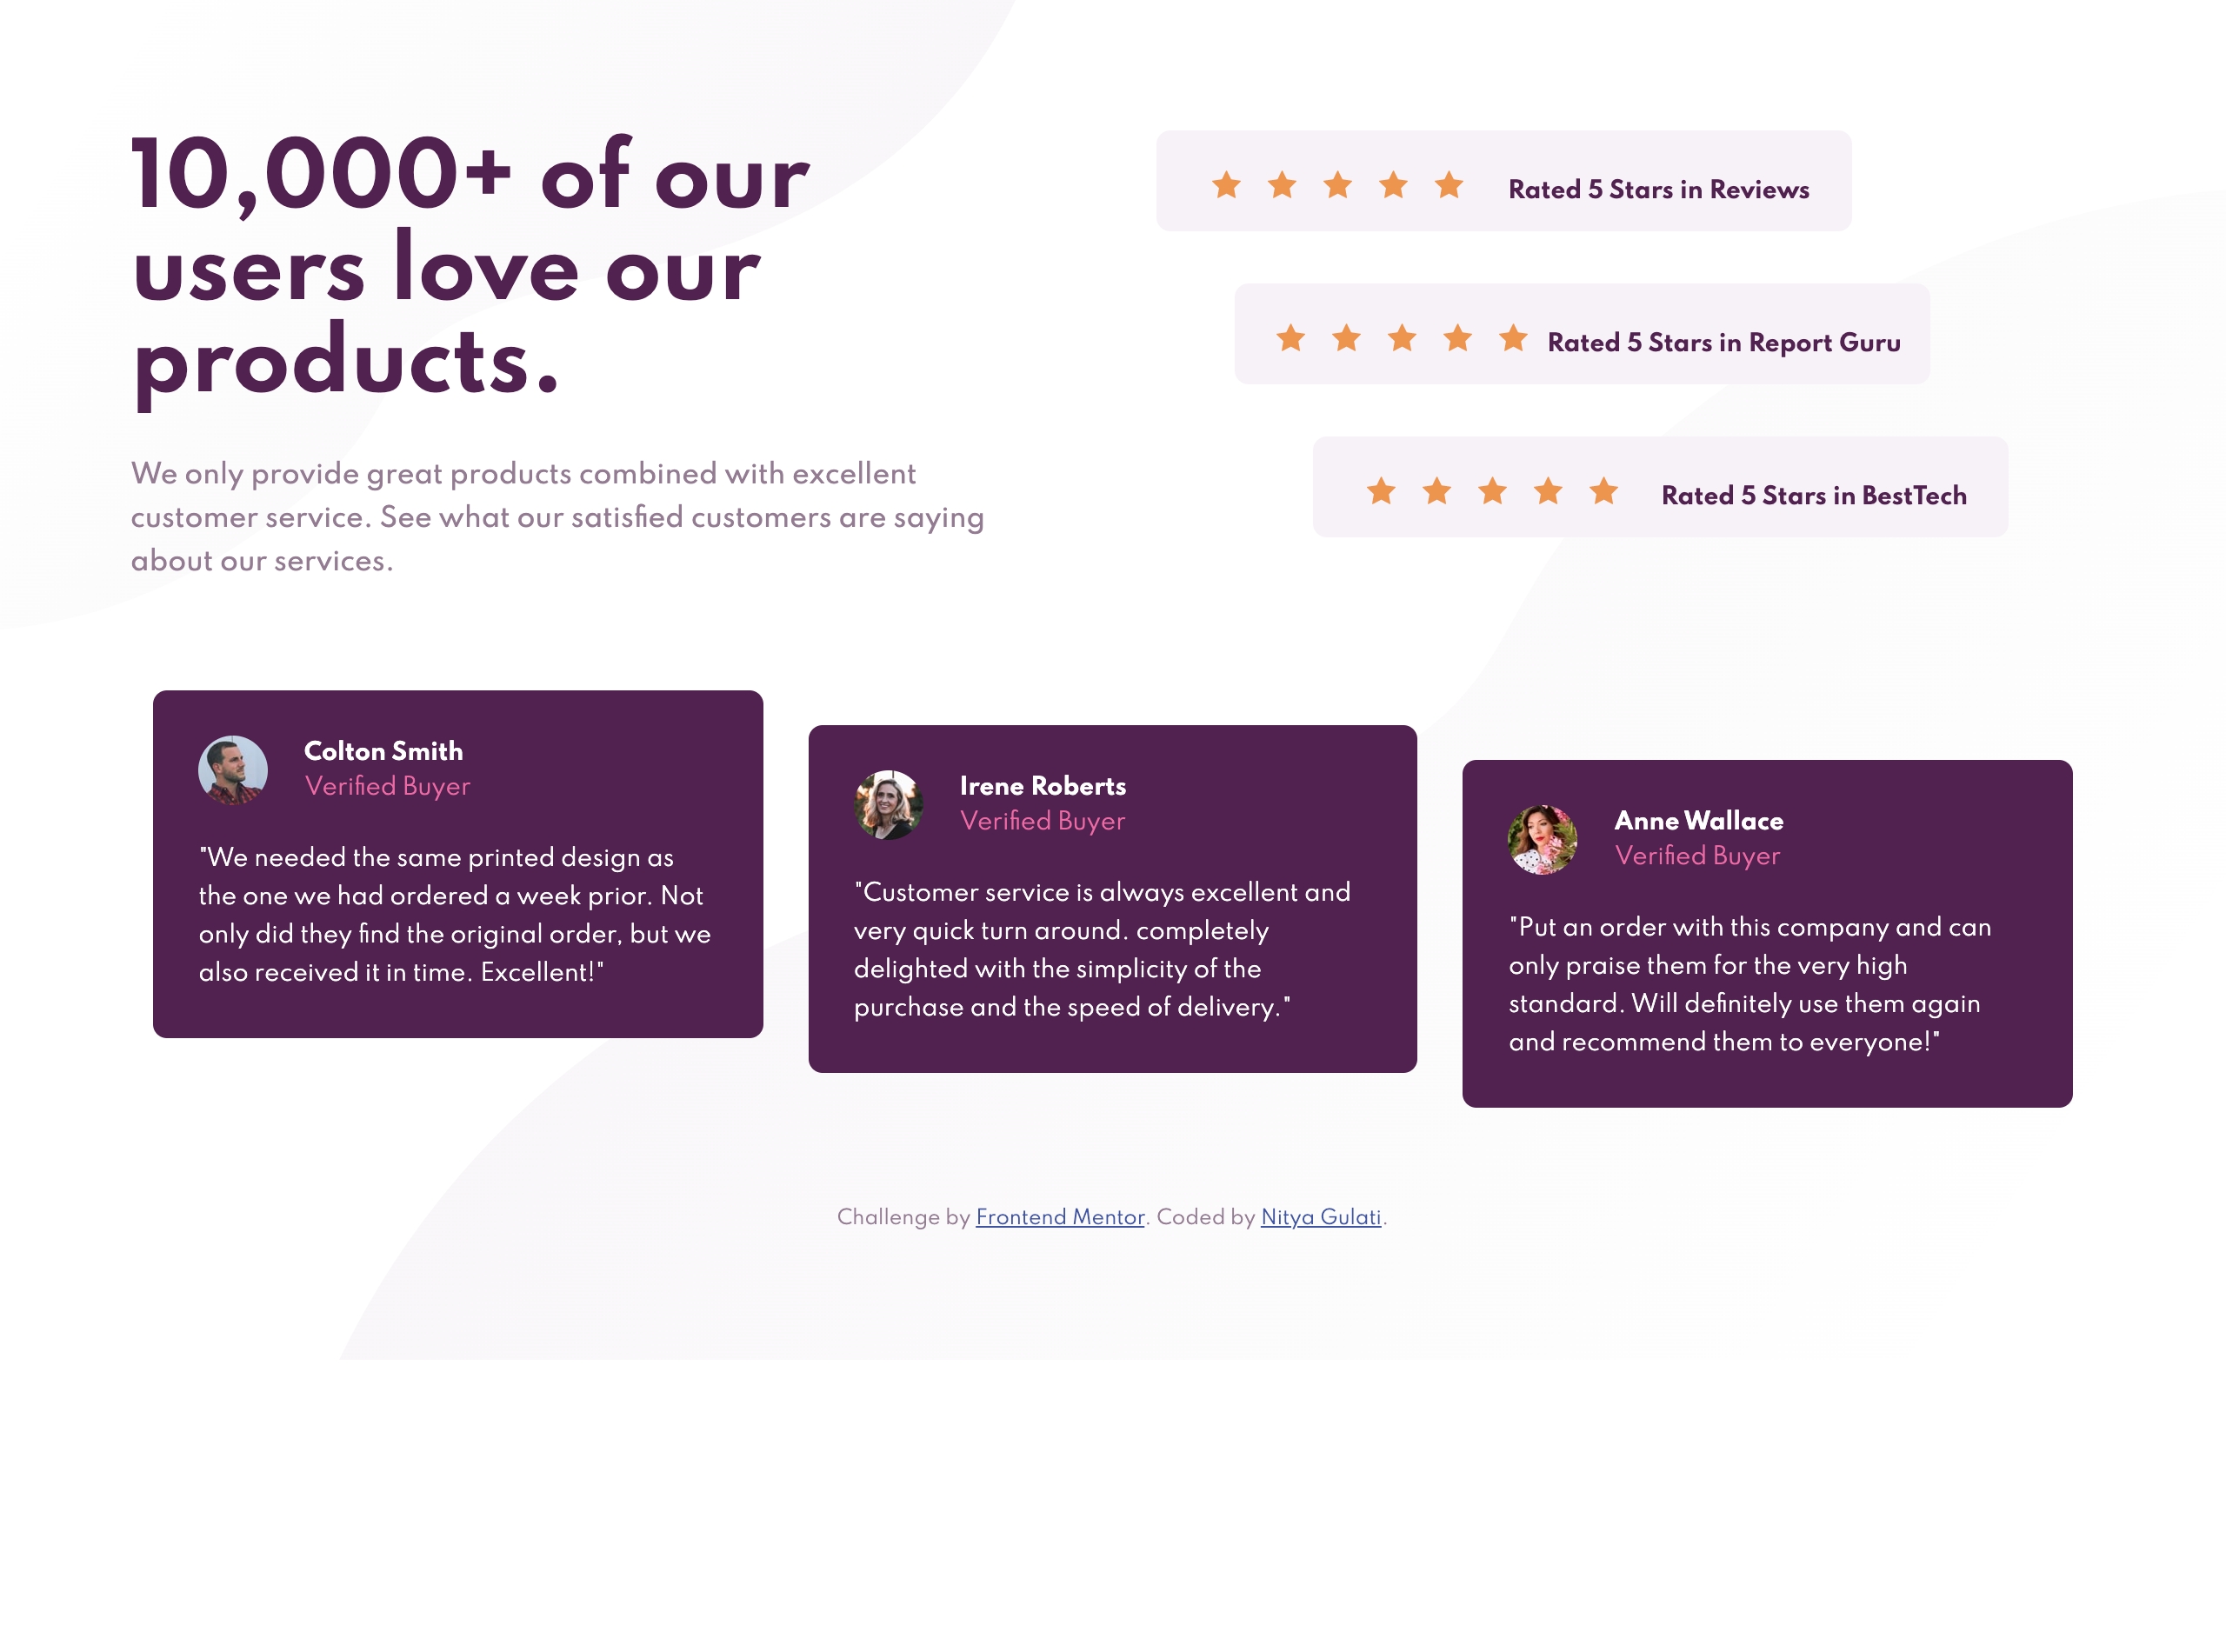 10,000+ of our
users love our
products.
We only provide great products combined with excellent
customer service. See what our satisfied customers are saying
about our services.
Rated 5 Stars in Reviews
Rated 5 Stars in Report Guru
Rated 5 Stars in BestTech
Colton Smith
Verified Buyer
"We needed the same printed design as
the one we had ordered a week prior. Not
only did they find the original order, but we
also received it in time. Excellent!"
Irene Roberts
Verified Buyer
"Customer service is always excellent and
very quick turn around. completely
delighted with the simplicity of the
purchase and the speed of delivery."
Anne Wallace
Verified Buyer
"Put an order with this company and can
only praise them for the very high
standard. Will definitely use them again
and recommend them to everyone!"
Challenge by Frontend Mentor. Coded by Nitya Gulati.